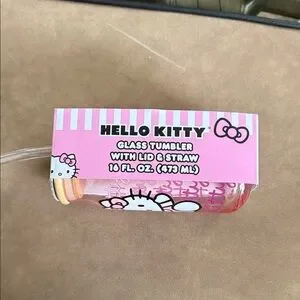 HELLO KITTY
GLASS TUMBLER
WITH LID & STRAW
16 FL. OZ. (473 ML)